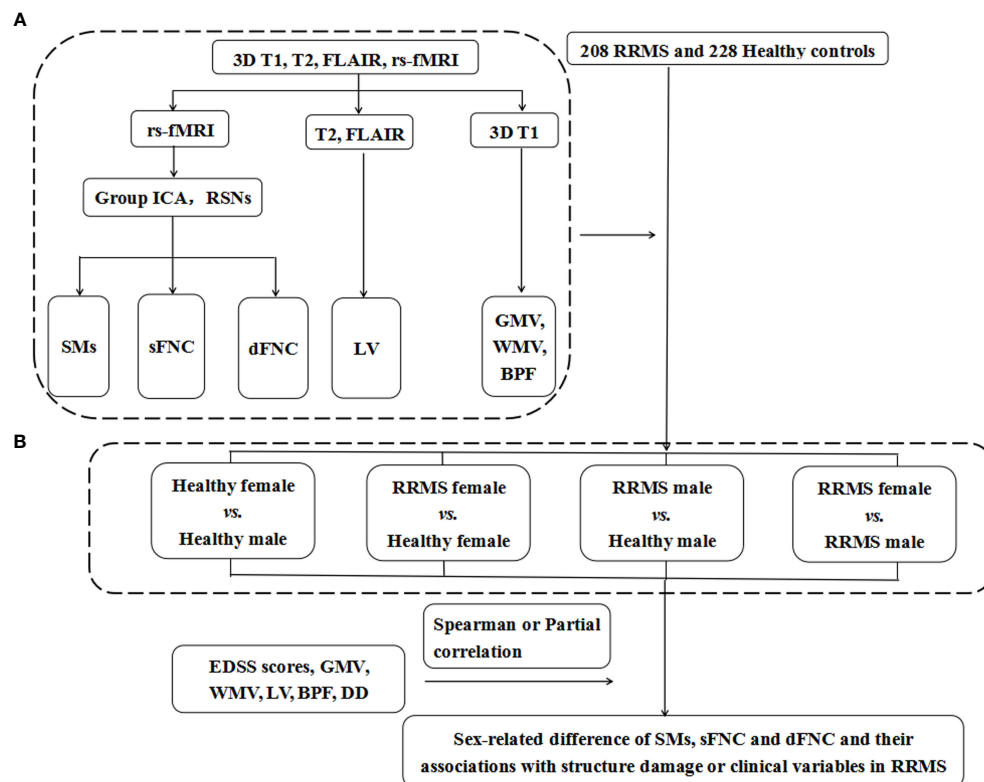 A
3D T1, T2, FLAIR, rs-fMRI
208 RRMS and 228 Healthy controls
rs-fMRI
T2, FLAIR
3D T1
Group ICA，RSNs
SMs
sFNC
dFNC
LV
GMV,
WMV,
BPF
B
Healthy female
vs.
Healthy male
RRMS female
vs.
Healthy female
RRMS male
vs.
Healthy male
RRMS female
vs.
RRMS male
Spearman or Partial
correlation
EDSS scores, GMV,
WMV, LV, BPF, DD
Sex-related difference of SMs, sFNC and dFNC and their
associations with structure damage or clinical variables in RRMS